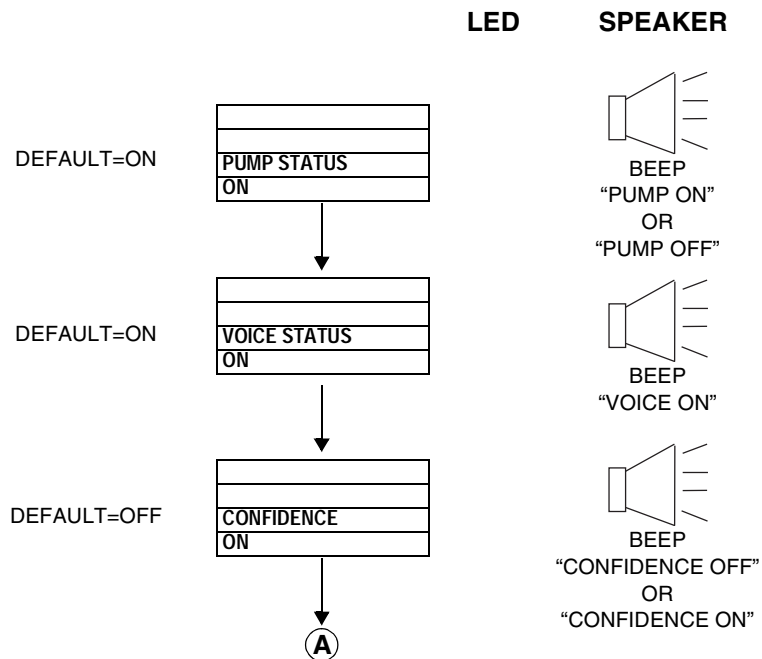 LED SPEAKER
DEFAULT=ON
PUMP STATUS
ON
BEEP
“PUMP ON”
OR
“PUMP OFF”
DEFAULT=ON
VOICE STATUS
ON
BEEP
“VOICE ON”
DEFAULT=OFF
CONFIDENCE
ON
BEEP
“CONFIDENCE OFF”
OR
“CONFIDENCE ON”
A